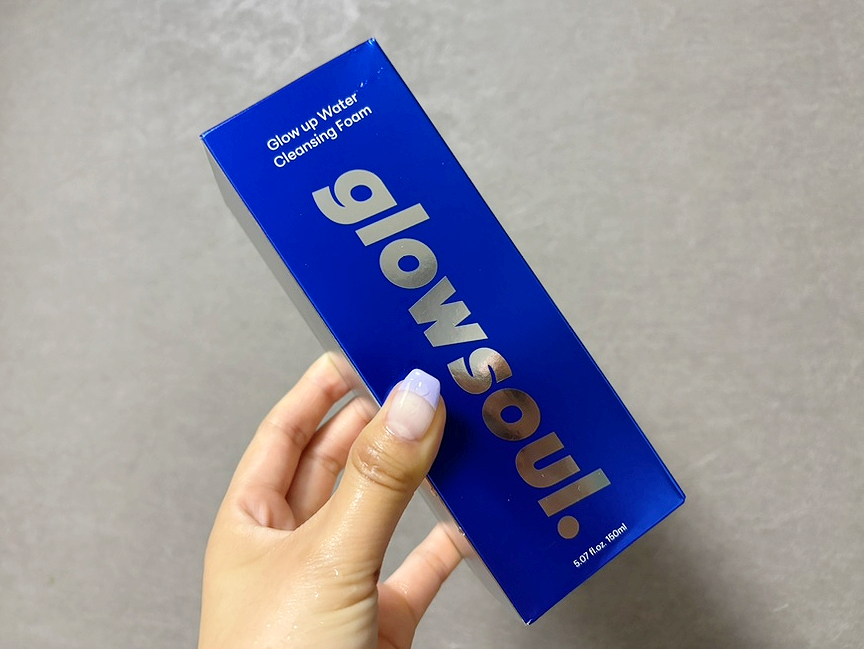 Glow up Water
Cleansing Foam
glowsoul.
5.07 fl.oz. 150ml